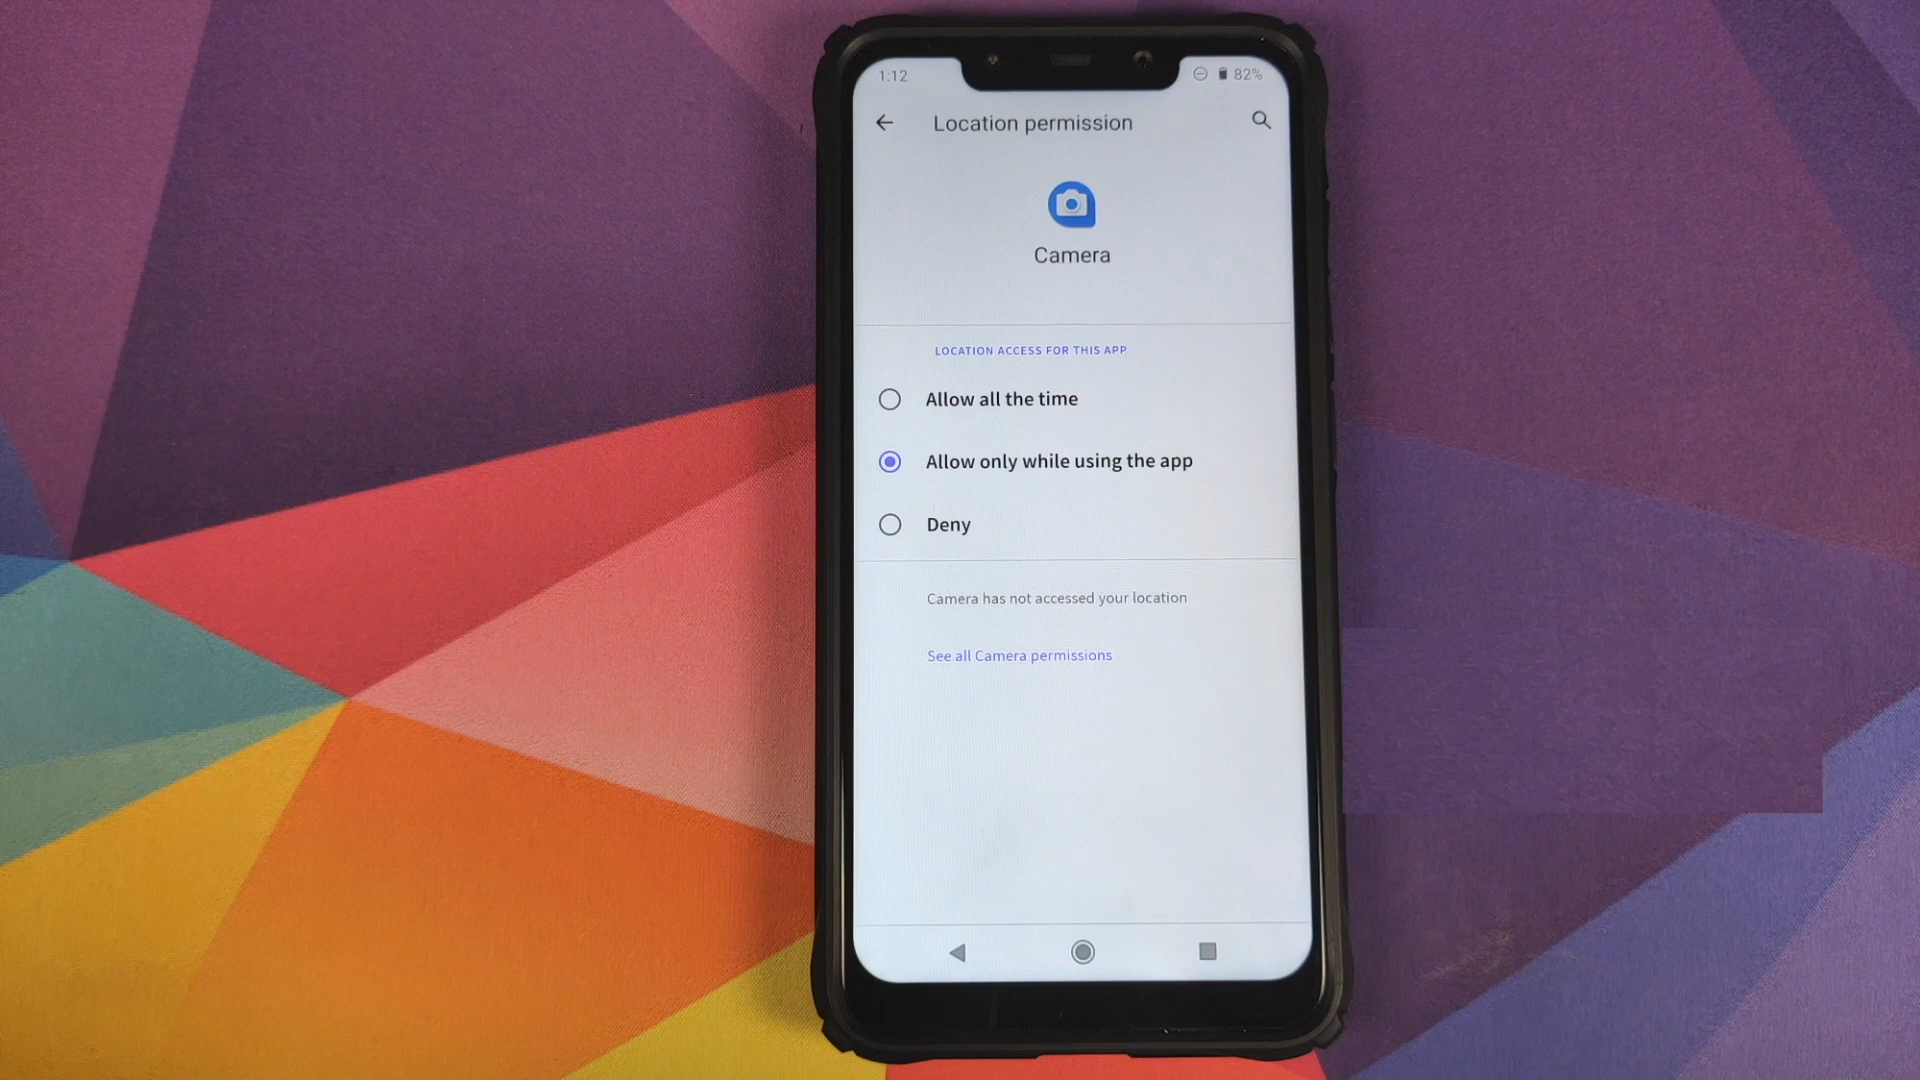 1:12
82%
Location permission
Camera
LOCATION ACCESS FOR THIS APP
Allow all the time
Allow only while using the app
Deny
Camera has not accessed your location
See all Camera permissions